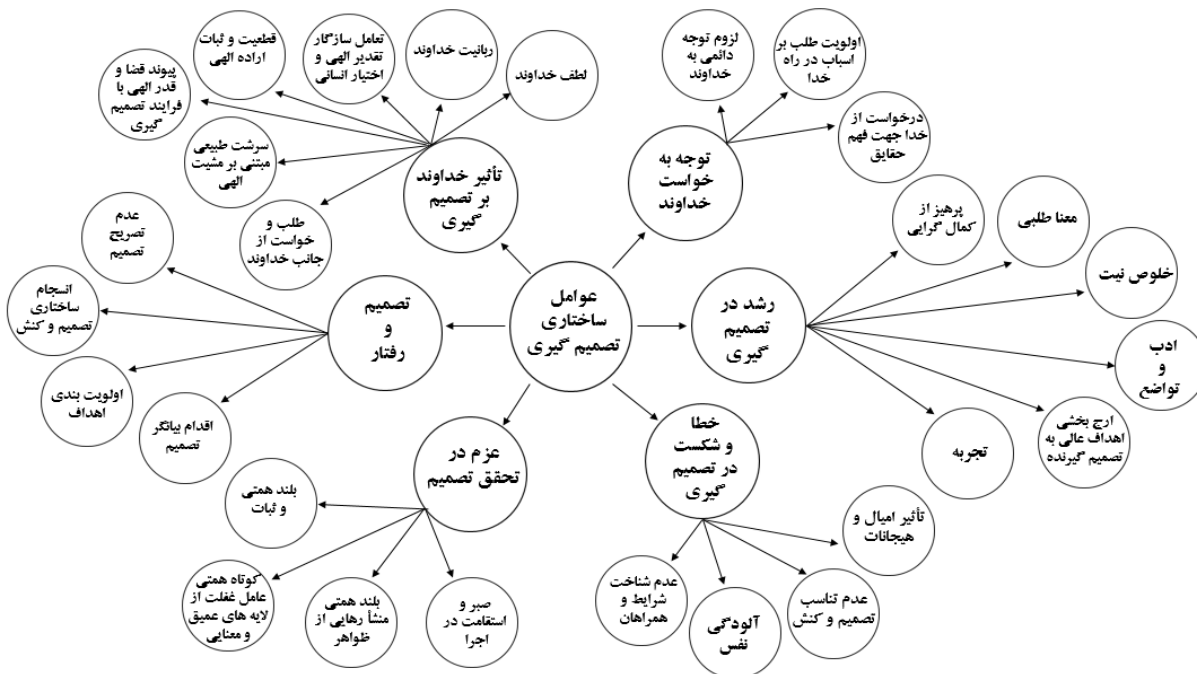 عوامل
ساختاری
تصمیم گیری
توجه به
خواست
خداوند
لزوم توجه
دائمی به
خداوند
اولویت طلب بر
اسباب در راه
خدا
درخواست از
خدا جهت فهم
حقایق
رشد در
تصمیم
گیری
پرهیز از
کمال گرایی
معنا طلبی
خلوص نیت
ادب
و
تواضع
ارج بخشی
اهداف عالی به
تصمیم گیرنده
تجربه
خطا
و شکست
در تصمیم
گیری
تأثیر امیال و
هیجانات
عدم تناسب
تصمیم و کنش
آلودگی
نفس
عدم شناخت
شرایط و
همراهان
عزم در
تحقق تصمیم
صبر و
استقامت در
اجرا
بلند همتی
منشأ رهایی از
ظواهر
کوتاه همتی
عامل غفلت از
لایه های عمیق
و معنایی
بلند همتی
و ثبات
تصمیم
و
رفتار
اقدام بیانگر
تصمیم
اولویت بندی
اهداف
انسجام
ساختاری
تصمیم و کنش
عدم
تصریح
تصمیم
تأثیر خداوند
بر تصمیم
گیری
طلب و
خواست از
جانب خداوند
سرشت طبیعی
مبتنی بر مشیت
الهی
پیوند قضا و
قدر الهی با
فرایند تصمیم
گیری
قطعیت و ثبات
اراده الهی
تعامل سازگار
تقدیر الهی و
اختیار انسانی
ربانیت خداوند
لطف خداوند